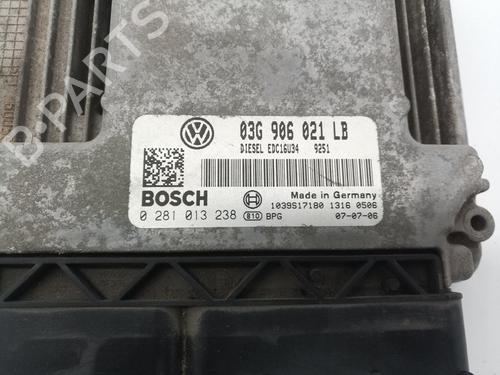 B-PARTS
03G 906 021 LB
DIESEL EDC16U34 9251
BOSCH
Made in Germany
1039S17180 1316 0506
0 281 013 238 810 BPG 07-07-06